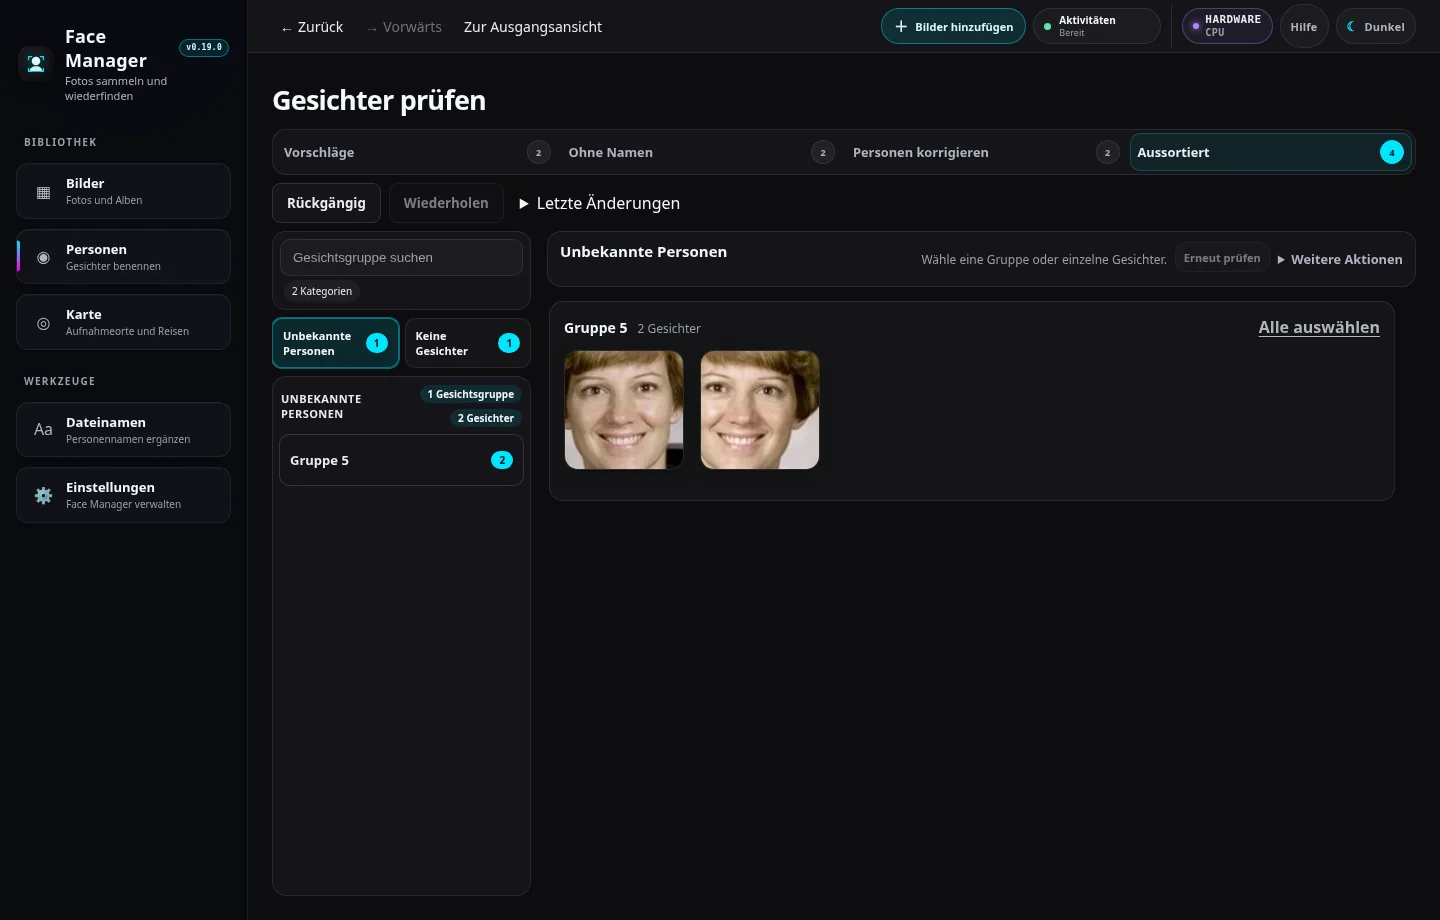 Face
Manager
v0.19.0
Fotos sammeln und
wiederfinden
BIBLIOTHEK
Bilder
Fotos und Alben
Personen
Gesichter benennen
Karte
Aufnahmeorte und Reisen
WERKZEUGE
Aa
Dateinamen
Personennamen ergänzen
Einstellungen
Face Manager verwalten
← Zurück
→ Vorwärts
Zur Ausgangsansicht
+ Bilder hinzufügen
Aktivitäten
Bereit
HARDWARE
CPU
Hilfe
Dunkel
Gesichter prüfen
Vorschläge 2
Ohne Namen 2
Personen korrigieren 2
Aussortiert 4
Rückgängig
Wiederholen
▶ Letzte Änderungen
Gesichtsgruppe suchen
2 Kategorien
Unbekannte
Personen
1
Keine
Gesichter
1
UNBEKANNTE
PERSONEN
1 Gesichtsgruppe
2 Gesichter
Gruppe 5 2
Unbekannte Personen
Wähle eine Gruppe oder einzelne Gesichter.
Erneut prüfen
▶ Weitere Aktionen
Gruppe 5 2 Gesichter
Alle auswählen